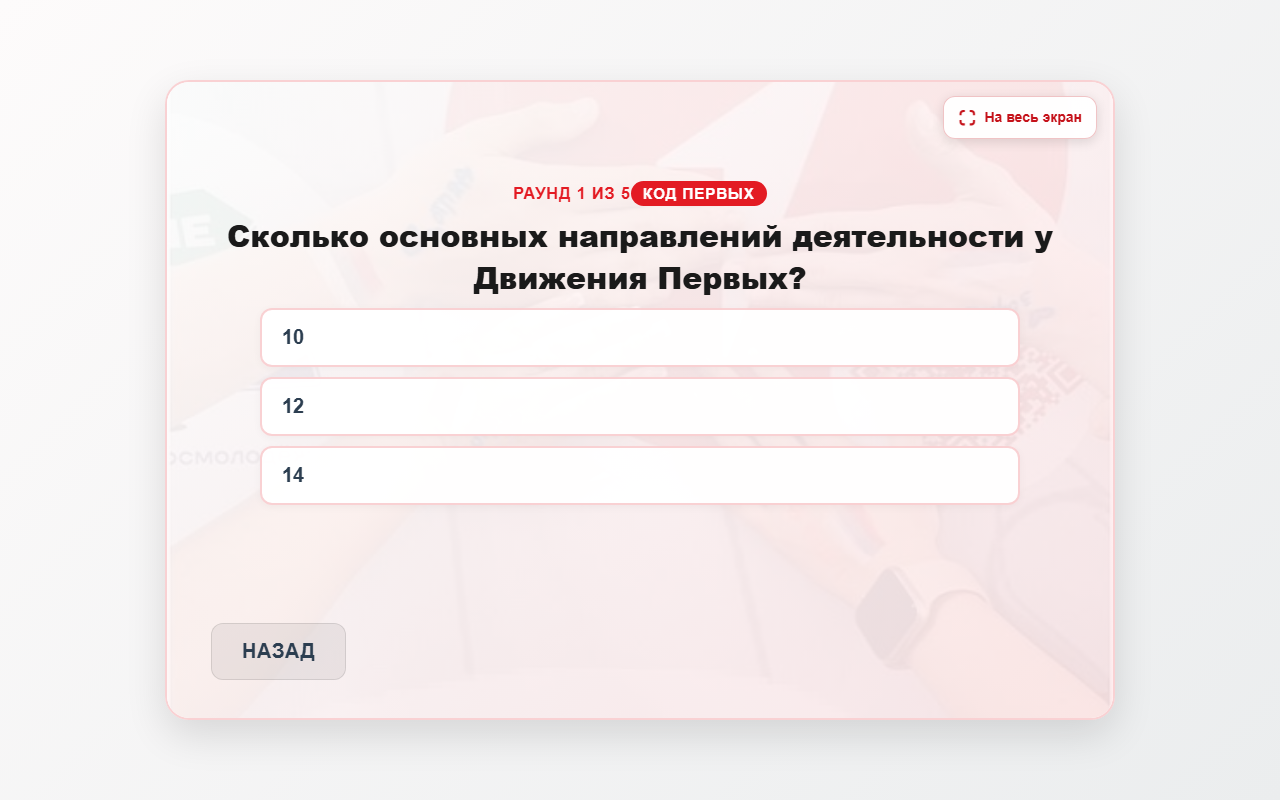 На весь экран
РАУНД 1 ИЗ 5 КОД ПЕРВЫХ
Сколько основных направлений деятельности у
Движения Первых?
10
12
14
НАЗАД